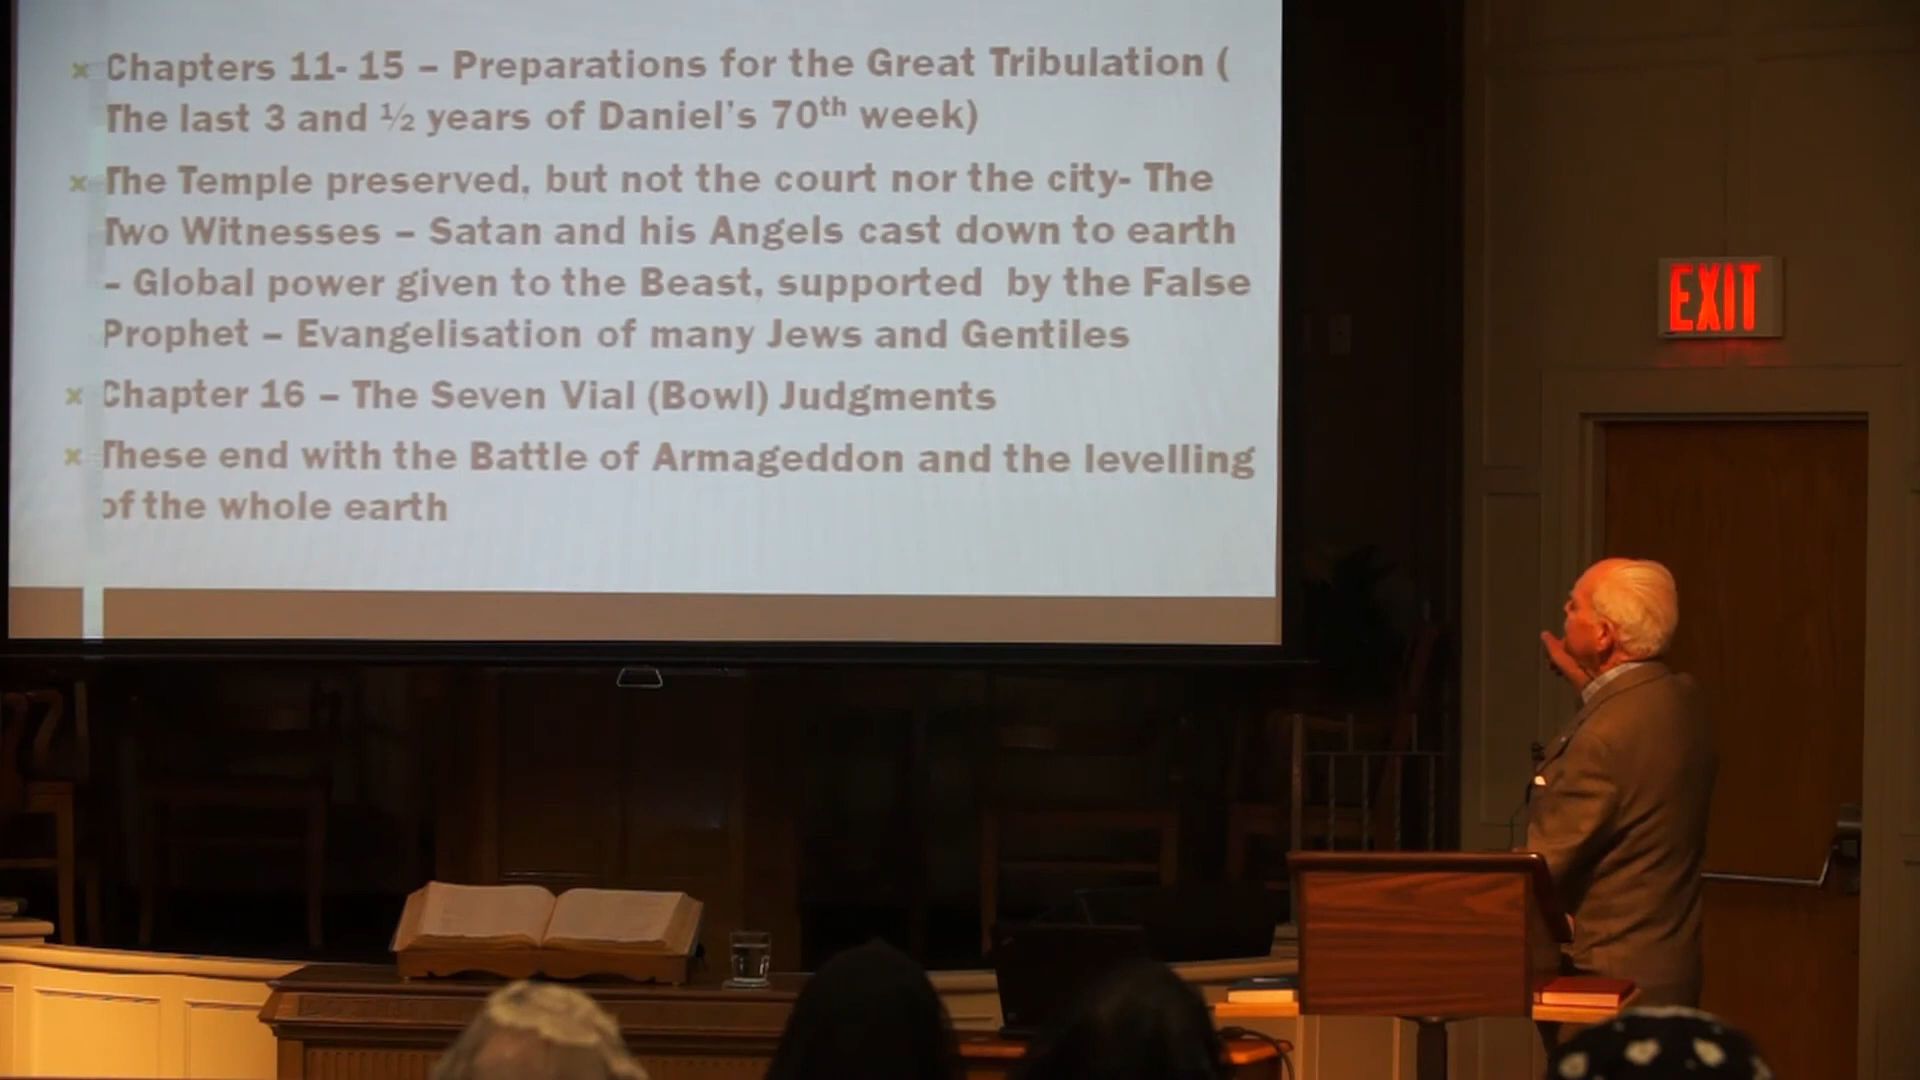 Chapters 11- 15 – Preparations for the Great Tribulation (
The last 3 and ½ years of Daniel's 70th week)
The Temple preserved, but not the court nor the city- The
Two Witnesses – Satan and his Angels cast down to earth
– Global power given to the Beast, supported by the False
Prophet – Evangelisation of many Jews and Gentiles
Chapter 16 – The Seven Vial (Bowl) Judgments
These end with the Battle of Armageddon and the levelling
of the whole earth
EXIT